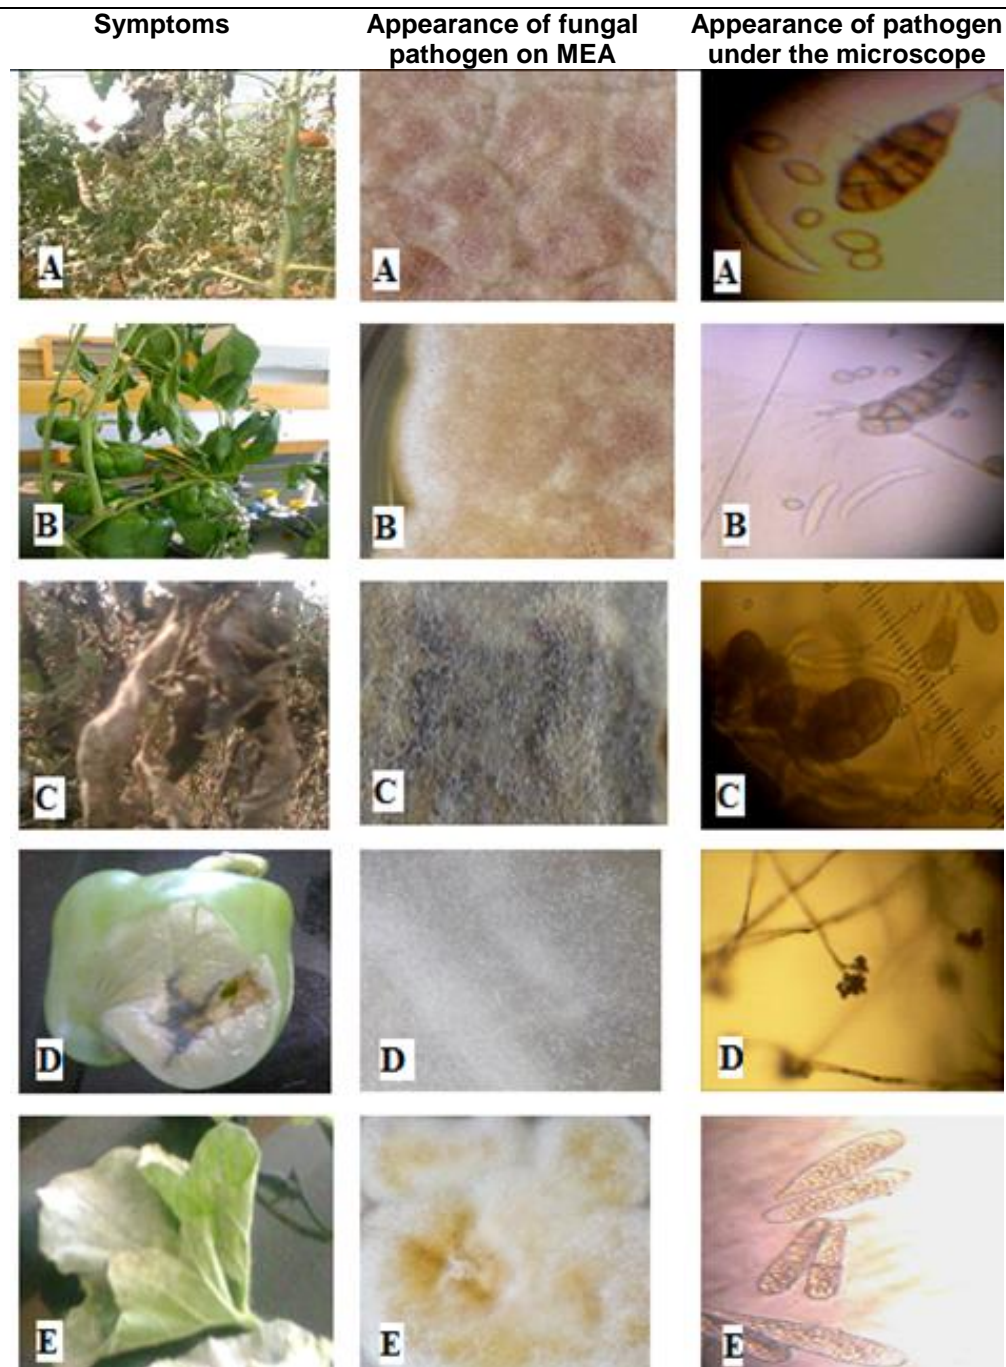 Symptoms
Appearance of fungal pathogen on MEA
Appearance of pathogen under the microscope
A
A
A
B
B
B
C
C
C
D
D
D
E
E
E